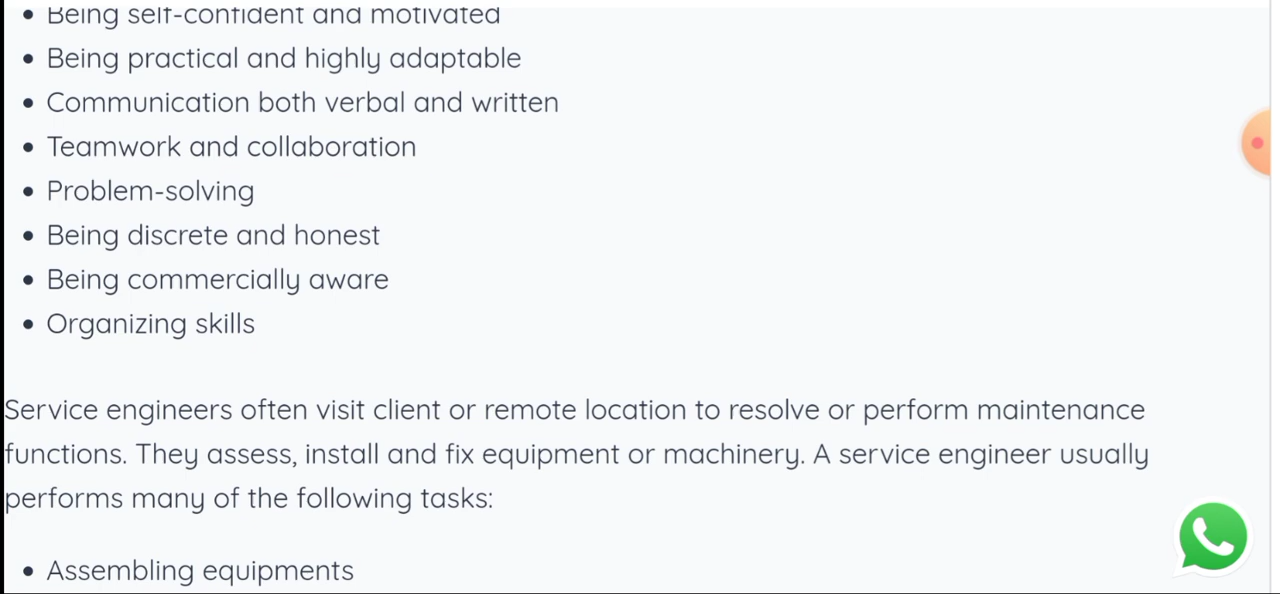 • Being self-confident and motivated
• Being practical and highly adaptable
• Communication both verbal and written
• Teamwork and collaboration
• Problem-solving
• Being discrete and honest
• Being commercially aware
• Organizing skills
Service engineers often visit client or remote location to resolve or perform maintenance
functions. They assess, install and fix equipment or machinery. A service engineer usually
performs many of the following tasks:
• Assembling equipments